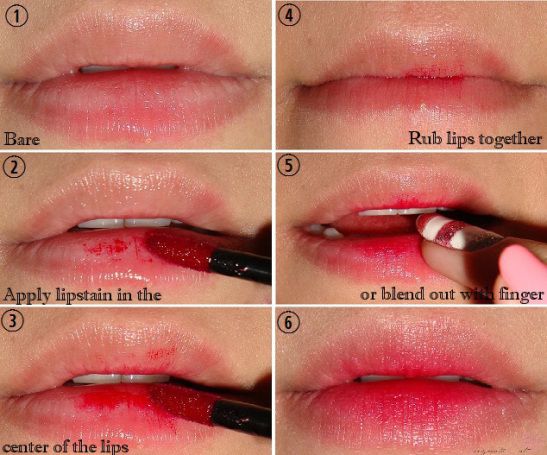 1
Bare
2
Apply lipstain in the
3
center of the lips
4
Rub lips together
5
or blend out with finger
6